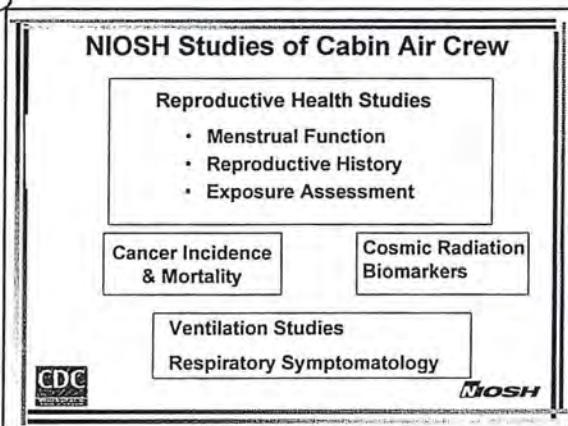 NIOSH Studies of Cabin Air Crew
Reproductive Health Studies
• Menstrual Function
• Reproductive History
• Exposure Assessment
Cancer Incidence
& Mortality
Cosmic Radiation
Biomarkers
Ventilation Studies
Respiratory Symptomatology
CDC
NIOSH